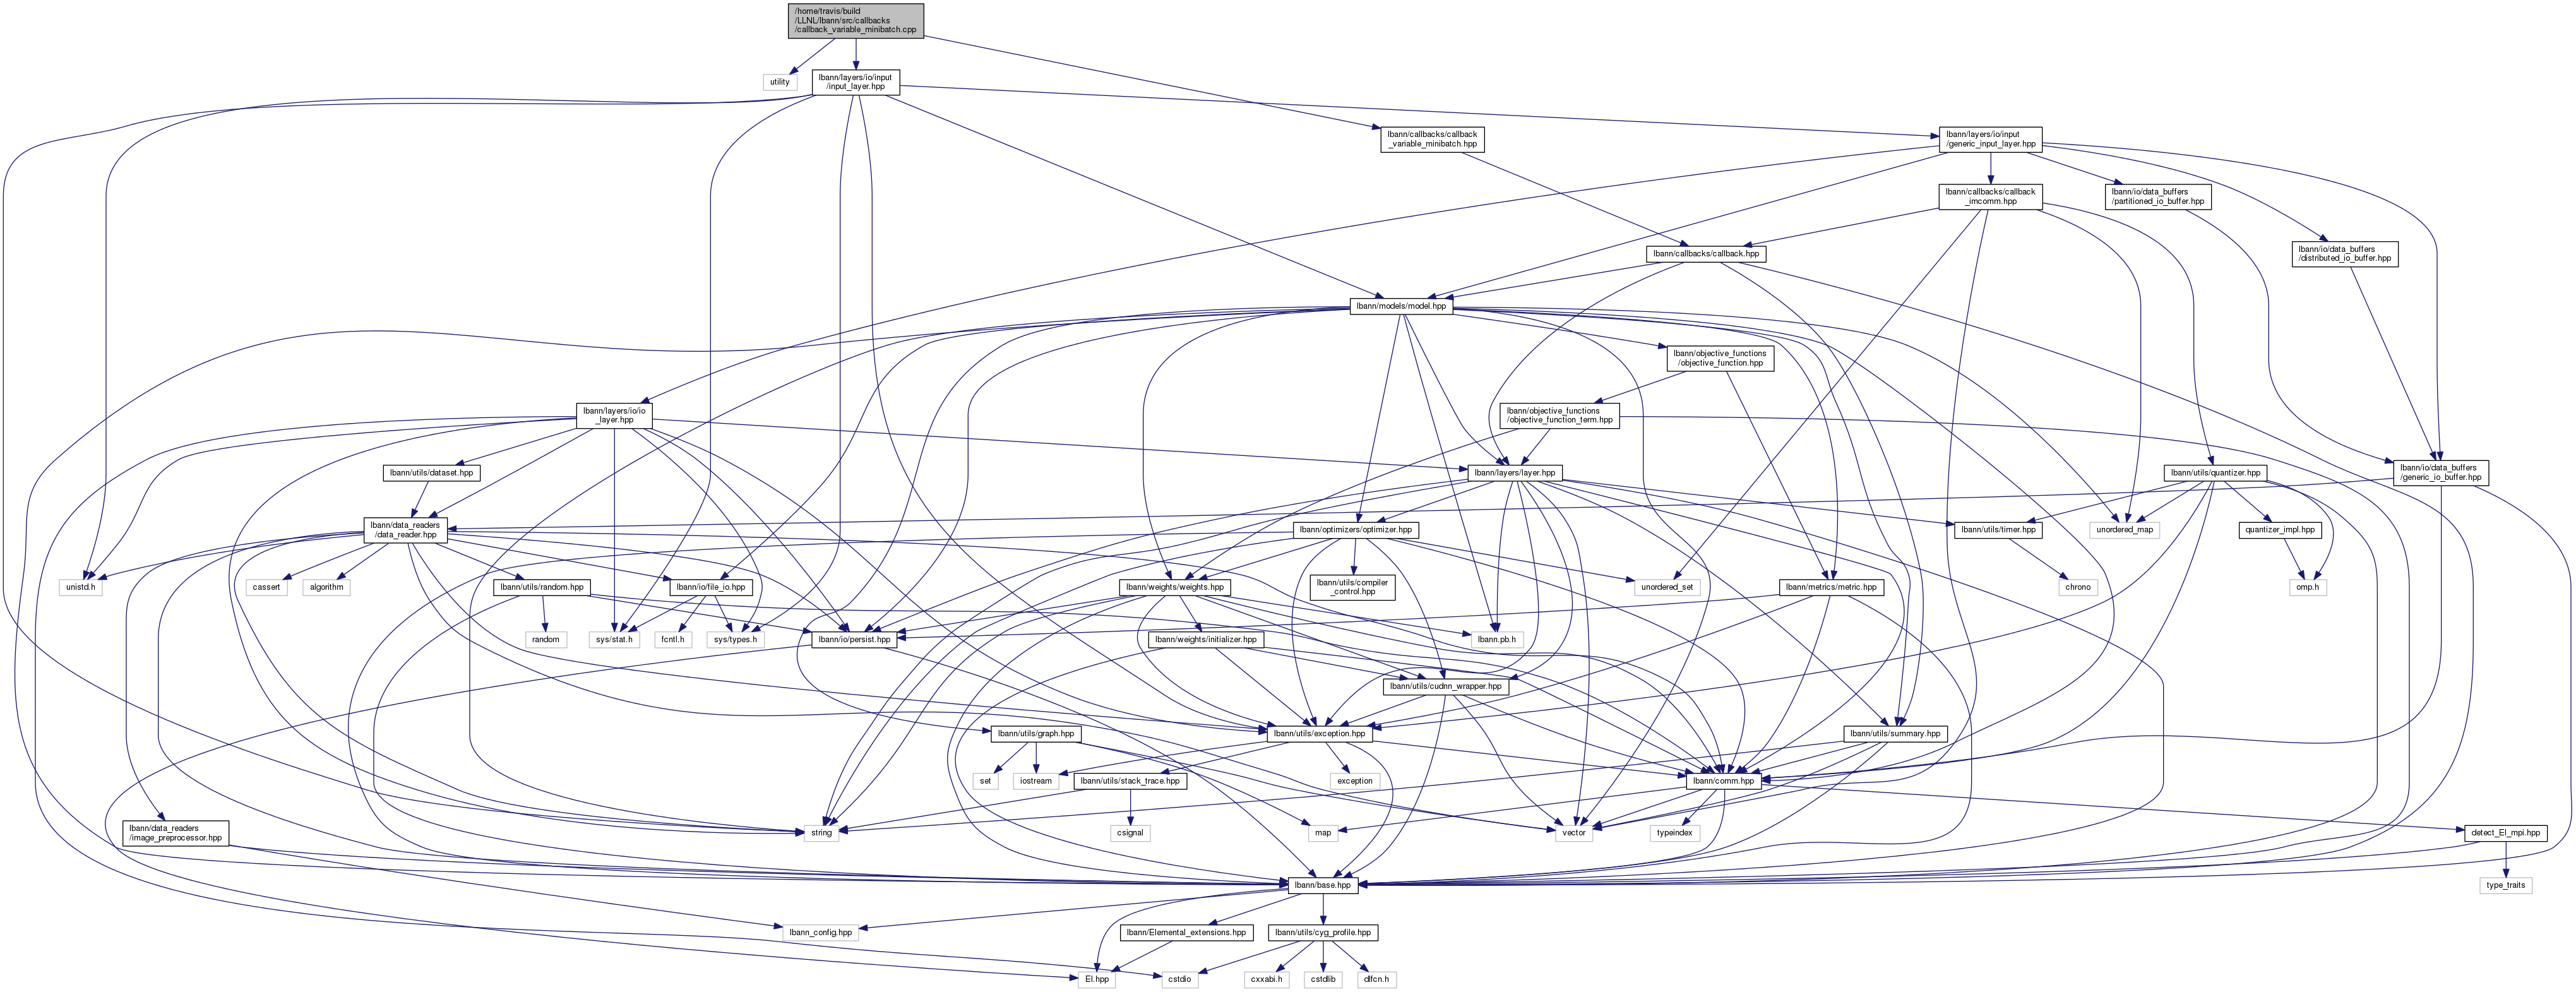 /home/travis/build
/LLNL/lbann/src/callbacks
/callback_variable_minibatch.cpp
utility
lbann/layers/io/input
/input_layer.hpp
lbann/callbacks/callback
_variable_minibatch.hpp
lbann/layers/io/input
/generic_input_layer.hpp
lbann/callbacks/callback
_imcomm.hpp
lbann/io/data_buffers
/partitioned_io_buffer.hpp
lbann/callbacks/callback.hpp
lbann/io/data_buffers
/distributed_io_buffer.hpp
lbann/models/model.hpp
lbann/objective_functions
/objective_function.hpp
lbann/layers/io/io
_layer.hpp
lbann/objective_functions
/objective_function_term.hpp
lbann/utils/dataset.hpp
lbann/layers/layer.hpp
lbann/utils/quantizer.hpp
lbann/io/data_buffers
/generic_io_buffer.hpp
lbann/data_readers
/data_reader.hpp
lbann/optimizers/optimizer.hpp
lbann/utils/timer.hpp
unordered_map
quantizer_impl.hpp
unistd.h
cassert
algorithm
lbann/utils/random.hpp
lbann/io/file_io.hpp
lbann/weights/weights.hpp
lbann/utils/compiler
_control.hpp
unordered_set
lbann/metrics/metric.hpp
chrono
omp.h
random
sys/stat.h
fcntl.h
sys/types.h
lbann/io/persist.hpp
lbann/weights/initializer.hpp
lbann.pb.h
lbann/utils/cudnn_wrapper.hpp
lbann/utils/graph.hpp
lbann/utils/exception.hpp
lbann/utils/summary.hpp
set
iostream
lbann/utils/stack_trace.hpp
exception
lbann/comm.hpp
lbann/data_readers
/image_preprocessor.hpp
string
csignal
map
vector
typeindex
detect_El_mpi.hpp
lbann/base.hpp
type_traits
lbann_config.hpp
lbann/Elemental_extensions.hpp
lbann/utils/cyg_profile.hpp
El.hpp
cstdio
cxxabi.h
cstdlib
dlfcn.h